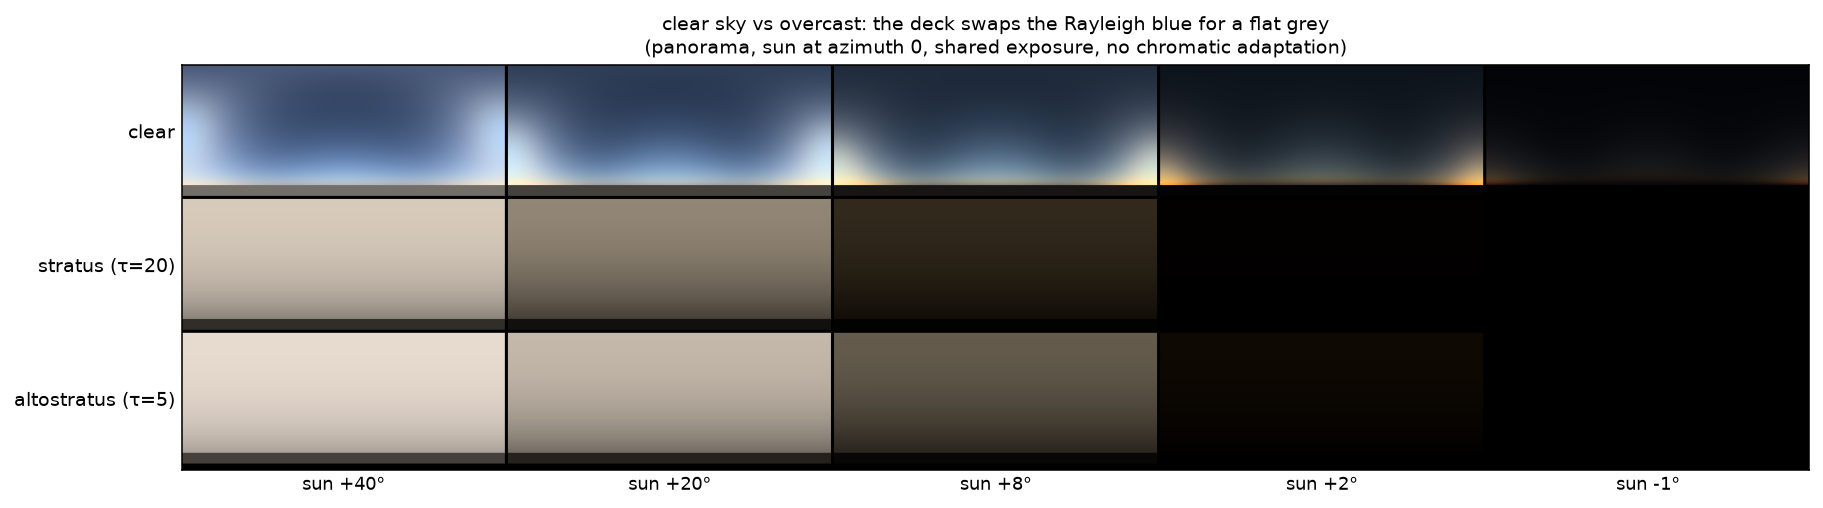 clear sky vs overcast: the deck swaps the Rayleigh blue for a flat grey
(panorama, sun at azimuth 0, shared exposure, no chromatic adaptation)
clear
stratus (τ=20)
altostratus (τ=5)
sun +40° sun +20° sun +8° sun +2° sun -1°